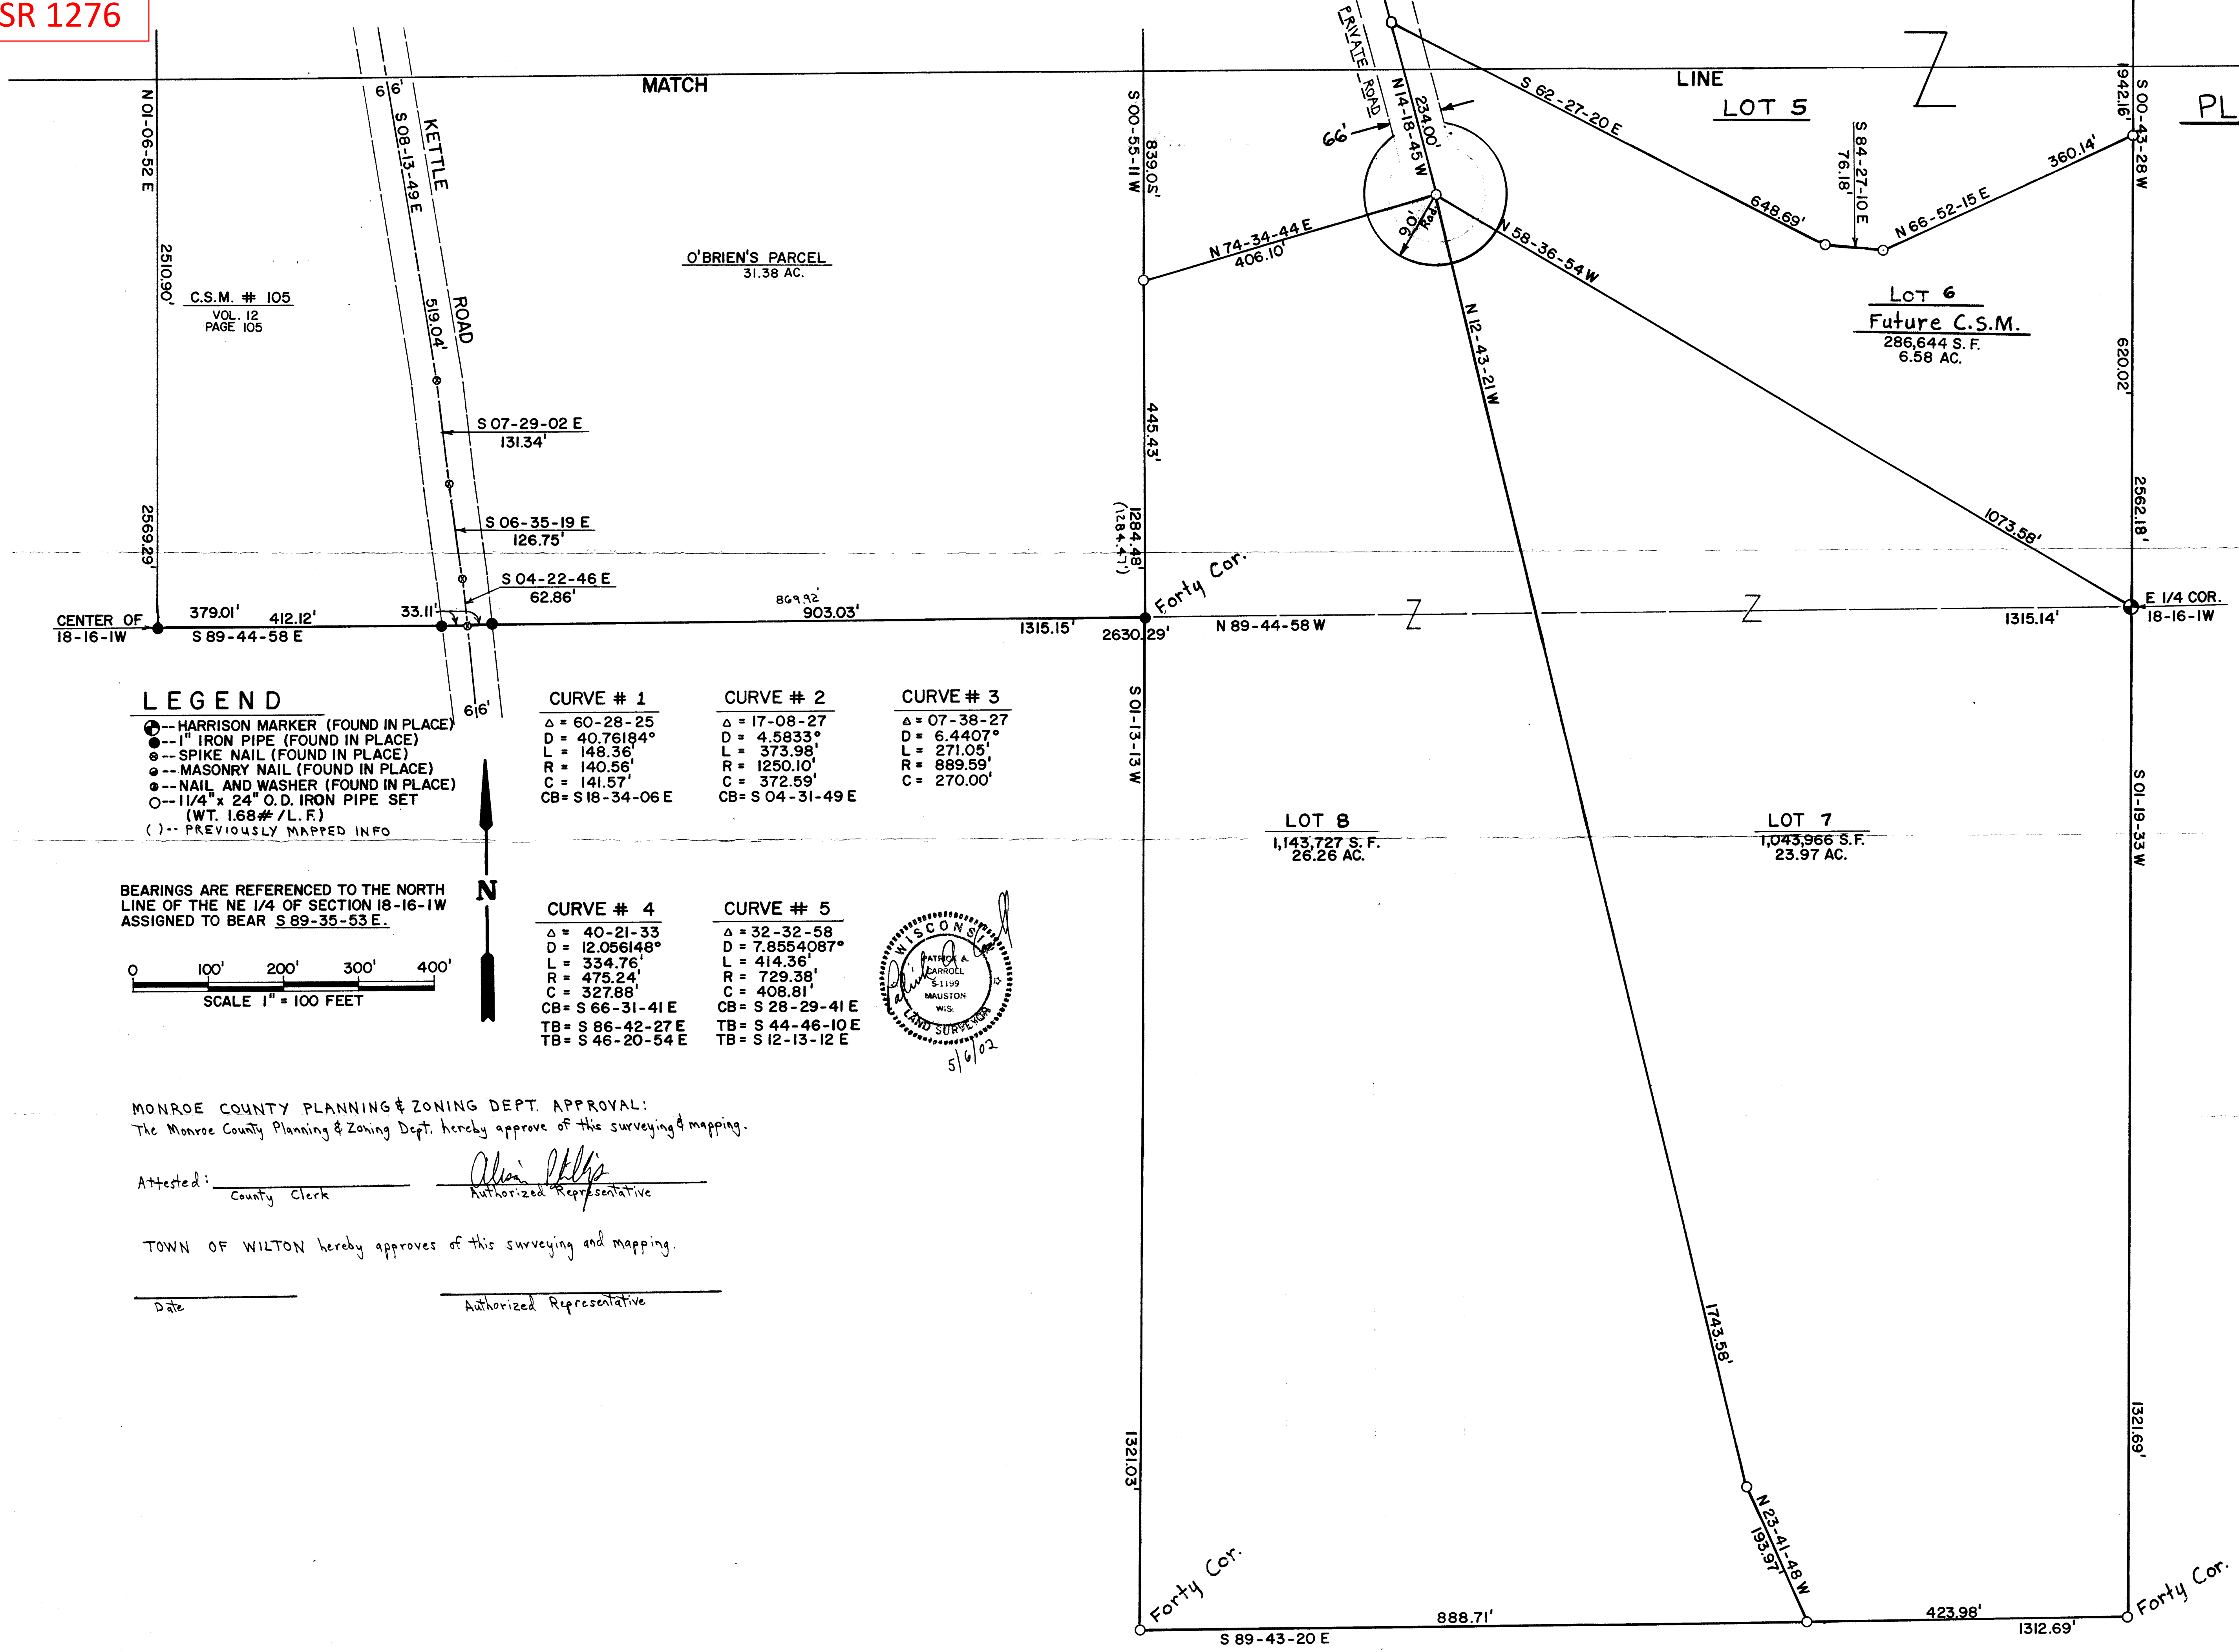 SR 1276
MATCH
LINE
PRIVATE ROAD
N 01-06-52 E
2510.90'
2569.29'
C.S.M. # 105
VOL. 12
PAGE 105
66'
S 08-13-49 E
519.04'
KETTLE
ROAD
O'BRIEN'S PARCEL
31.38 AC.
S 07-29-02 E
131.34'
S 06-35-19 E
126.75'
S 04-22-46 E
62.86'
CENTER OF
18-16-1W
379.01'
412.12'
S 89-44-58 E
33.11'
869.92'
903.03'
1315.15'
2630.29'
66'
S 00-55-11 W
839.05'
445.43'
1284.48'
(1284.47')
Forty Cor.
N 89-44-58 W
Z
Z
1315.14'
E 1/4 COR.
18-16-1W
66'
N 14-18-45 W
234.00'
90'
Rad.
N 74-34-44 E
406.10'
S 62-27-20 E
648.69'
LOT 5
Z
PL
S 84-27-10 E
76.18'
N 66-52-15 E
360.14'
1942.16'
S 00-43-28 W
620.02'
2562.18'
N 58-36-54 W
1073.58'
LOT 6
Future C.S.M.
286,644 S.F.
6.58 AC.
N 12-43-21 W
1743.58'
LEGEND
--HARRISON MARKER (FOUND IN PLACE)
--1" IRON PIPE (FOUND IN PLACE)
--SPIKE NAIL (FOUND IN PLACE)
--MASONRY NAIL (FOUND IN PLACE)
--NAIL AND WASHER (FOUND IN PLACE)
--1 1/4" x 24" O.D. IRON PIPE SET
(WT. 1.68# / L.F.)
( )-- PREVIOUSLY MAPPED INFO
CURVE # 1
Δ = 60-28-25
D = 40.76184°
L = 148.36'
R = 140.56'
C = 141.57'
CB= S 18-34-06 E
CURVE # 2
Δ = 17-08-27
D = 4.5833°
L = 373.98'
R = 1250.10'
C = 372.59'
CB= S 04-31-49 E
CURVE # 3
Δ = 07-38-27
D = 6.4407°
L = 271.05'
R = 889.59'
C = 270.00'
BEARINGS ARE REFERENCED TO THE NORTH
LINE OF THE NE 1/4 OF SECTION 18-16-1W
ASSIGNED TO BEAR S 89-35-53 E.
N
0 100' 200' 300' 400'
SCALE 1" = 100 FEET
CURVE # 4
Δ = 40-21-33
D = 12.056148°
L = 334.76'
R = 475.24'
C = 327.88'
CB= S 66-31-41 E
TB= S 86-42-27 E
TB= S 46-20-54 E
CURVE # 5
Δ = 32-32-58
D = 7.8554087°
L = 414.36'
R = 729.38'
C = 408.81'
CB= S 28-29-41 E
TB= S 44-46-10 E
TB= S 12-13-12 E
WISCONSIN
PATRICK A.
CARROLL
S-1199
MAUSTON
WIS.
LAND SURVEYOR
5/6/02
S 01-13-13 W
1321.03'
LOT 8
1,143,727 S.F.
26.26 AC.
LOT 7
1,043,966 S.F.
23.97 AC.
S 01-19-33 W
1321.69'
MONROE COUNTY PLANNING & ZONING DEPT. APPROVAL:
The Monroe County Planning & Zoning Dept. hereby approve of this surveying & mapping.
Attested:
County Clerk
Authorized Representative
TOWN OF WILTON hereby approves of this surveying and mapping.
Date
Authorized Representative
N 23-41-48 W
193.97'
Forty Cor.
S 89-43-20 E
888.71'
423.98'
1312.69'
Forty Cor.